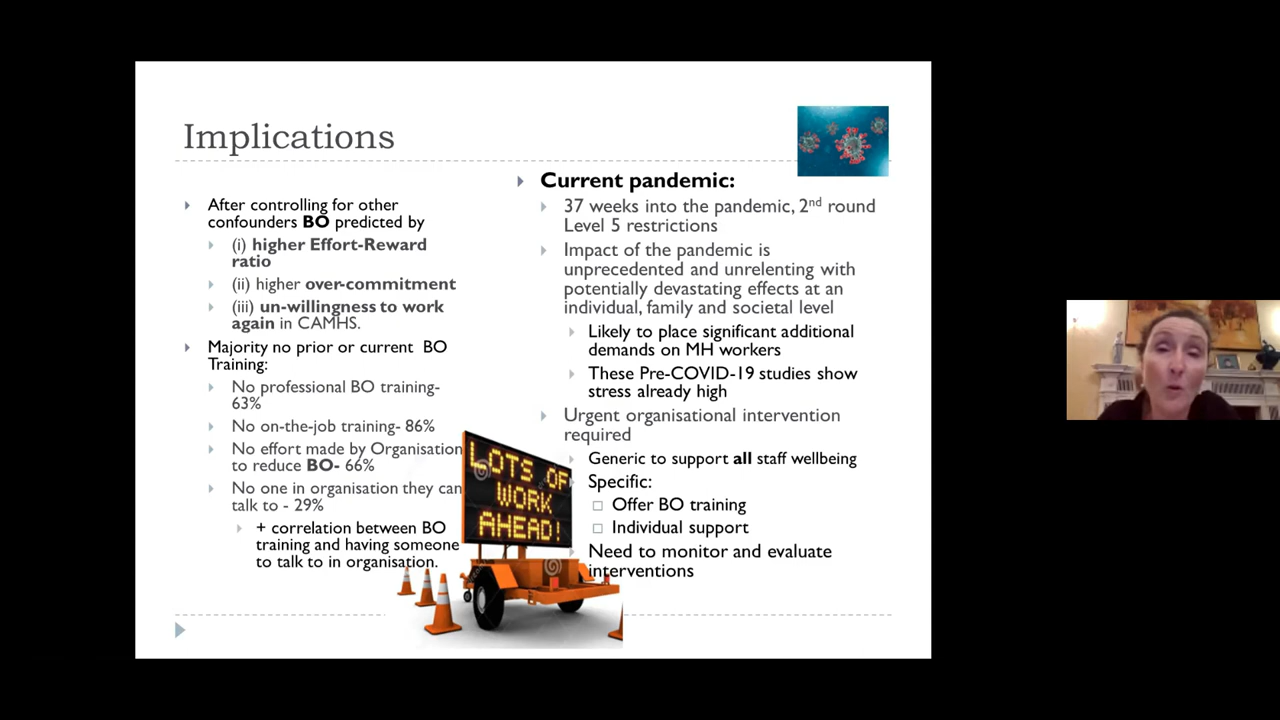 Implications
After controlling for other
confounders BO predicted by
(i) higher Effort-Reward
ratio
(ii) higher over-commitment
(iii) un-willingness to work
again in CAMHS.
Majority no prior or current BO
Training:
No professional BO training-
63%
No on-the-job training- 86%
No effort made by Organisation
to reduce BO- 66%
No one in organisation they can
talk to - 29%
+ correlation between BO
training and having someone
to talk to in organisation.
Current pandemic:
37 weeks into the pandemic, 2nd round
Level 5 restrictions
Impact of the pandemic is
unprecedented and unrelenting with
potentially devastating effects at an
individual, family and societal level
Likely to place significant additional
demands on MH workers
These Pre-COVID-19 studies show
stress already high
Urgent organisational intervention
required
Generic to support all staff wellbeing
Specific:
Offer BO training
Individual support
Need to monitor and evaluate
interventions
LOTS OF
WORK
AHEAD!